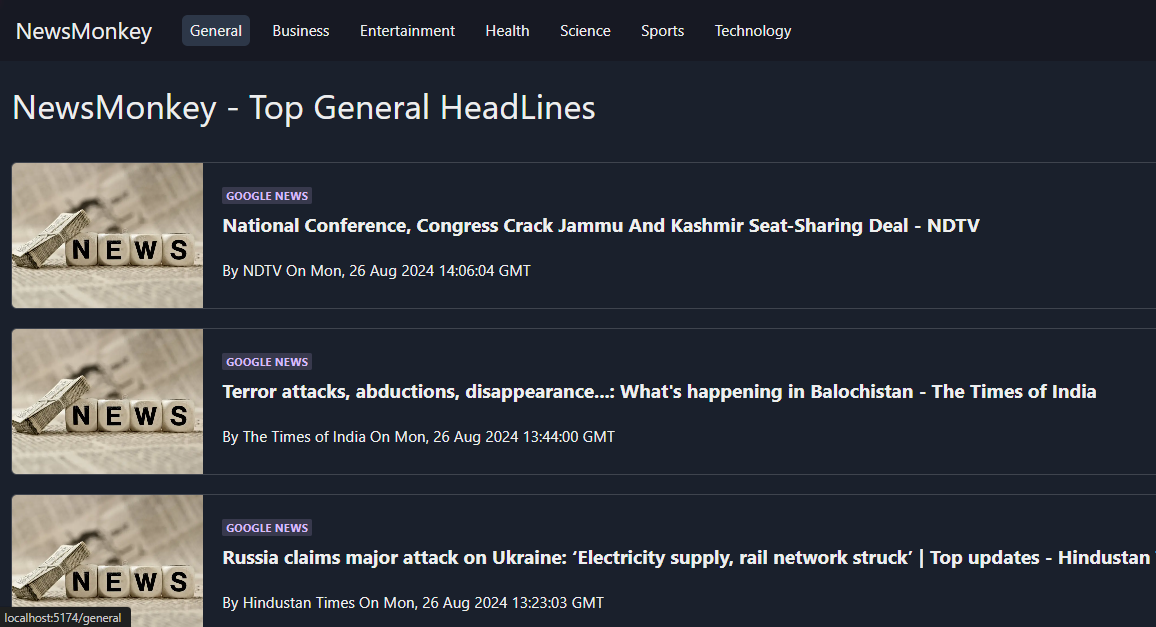 NewsMonkey General Business Entertainment Health Science Sports Technology
NewsMonkey - Top General HeadLines
NEWS
GOOGLE NEWS
National Conference, Congress Crack Jammu And Kashmir Seat-Sharing Deal - NDTV
By NDTV On Mon, 26 Aug 2024 14:06:04 GMT
NEWS
GOOGLE NEWS
Terror attacks, abductions, disappearance...: What's happening in Balochistan - The Times of India
By The Times of India On Mon, 26 Aug 2024 13:44:00 GMT
NEWS
GOOGLE NEWS
Russia claims major attack on Ukraine: ‘Electricity supply, rail network struck’ | Top updates - Hindustan
By Hindustan Times On Mon, 26 Aug 2024 13:23:03 GMT
localhost:5174/general